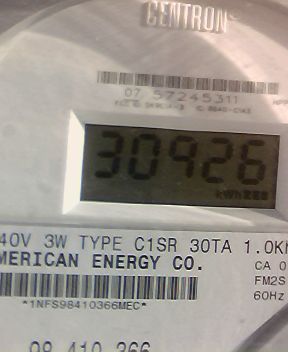 CENTRON
07 57245311
30926
kWh
40V 3W TYPE C1SR 30TA 1.0K
MERICAN ENERGY CO.
CA 0
FM2S
60Hz
*1NFS98410366MEC*
98 410 366